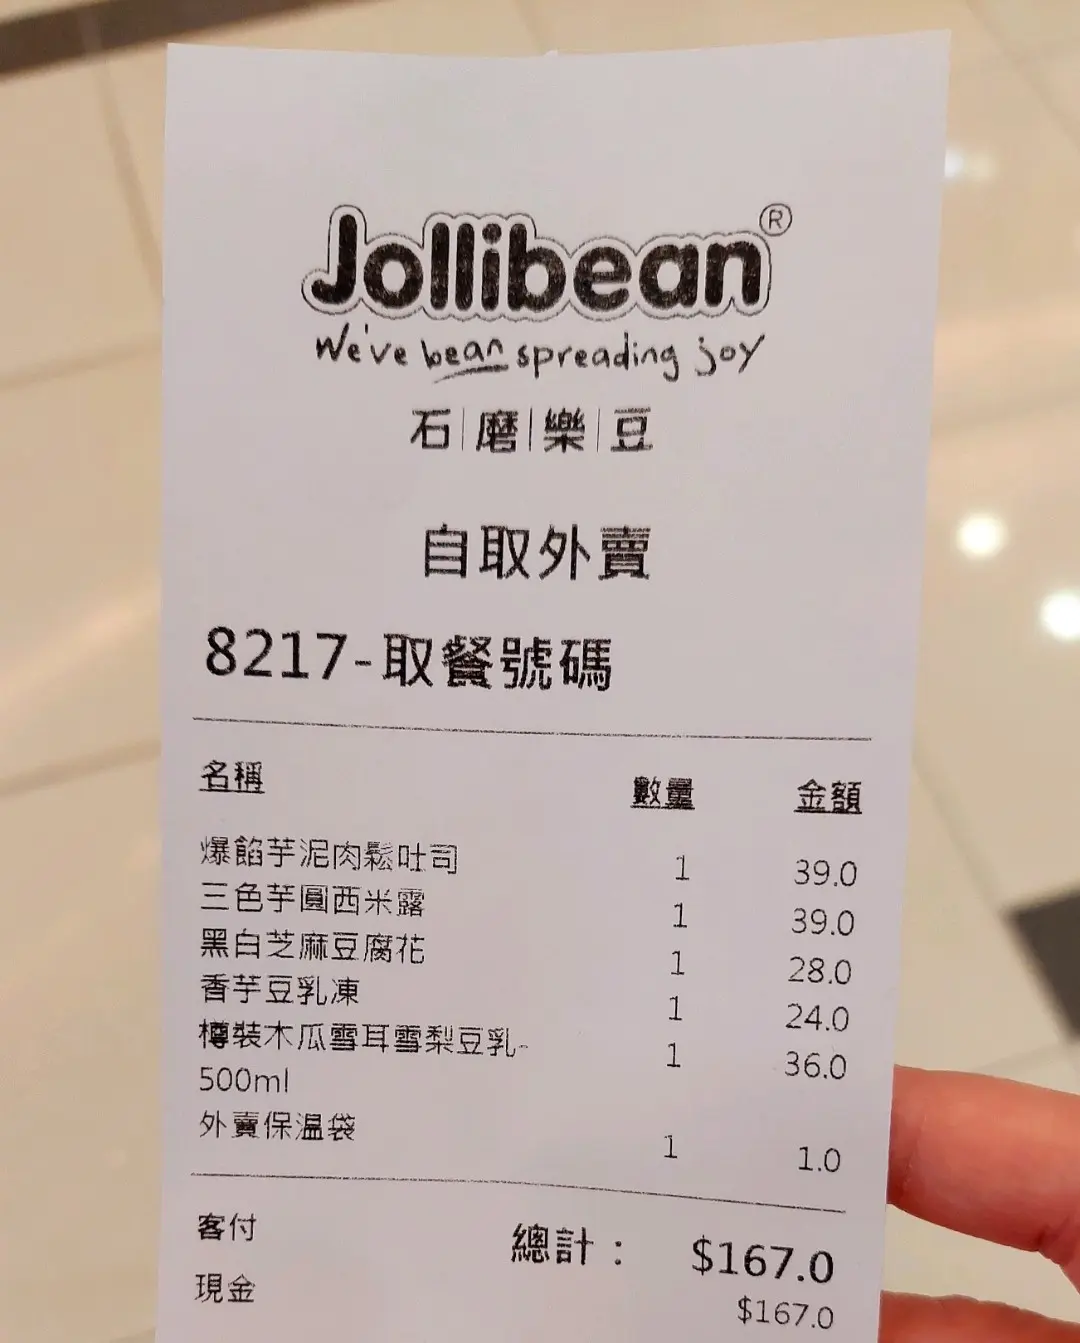 Jollibean®
We've bean spreading joy
石|磨|樂|豆
自取外賣
8217-取餐號碼
名稱 數量 金額
爆餡芋泥肉鬆吐司 1 39.0
三色芋圓西米露 1 39.0
黑白芝麻豆腐花 1 28.0
香芋豆乳凍 1 24.0
樽裝木瓜雪耳雪梨豆乳- 1 36.0
500ml
外賣保温袋 1 1.0
客付 總計： $167.0
現金 $167.0